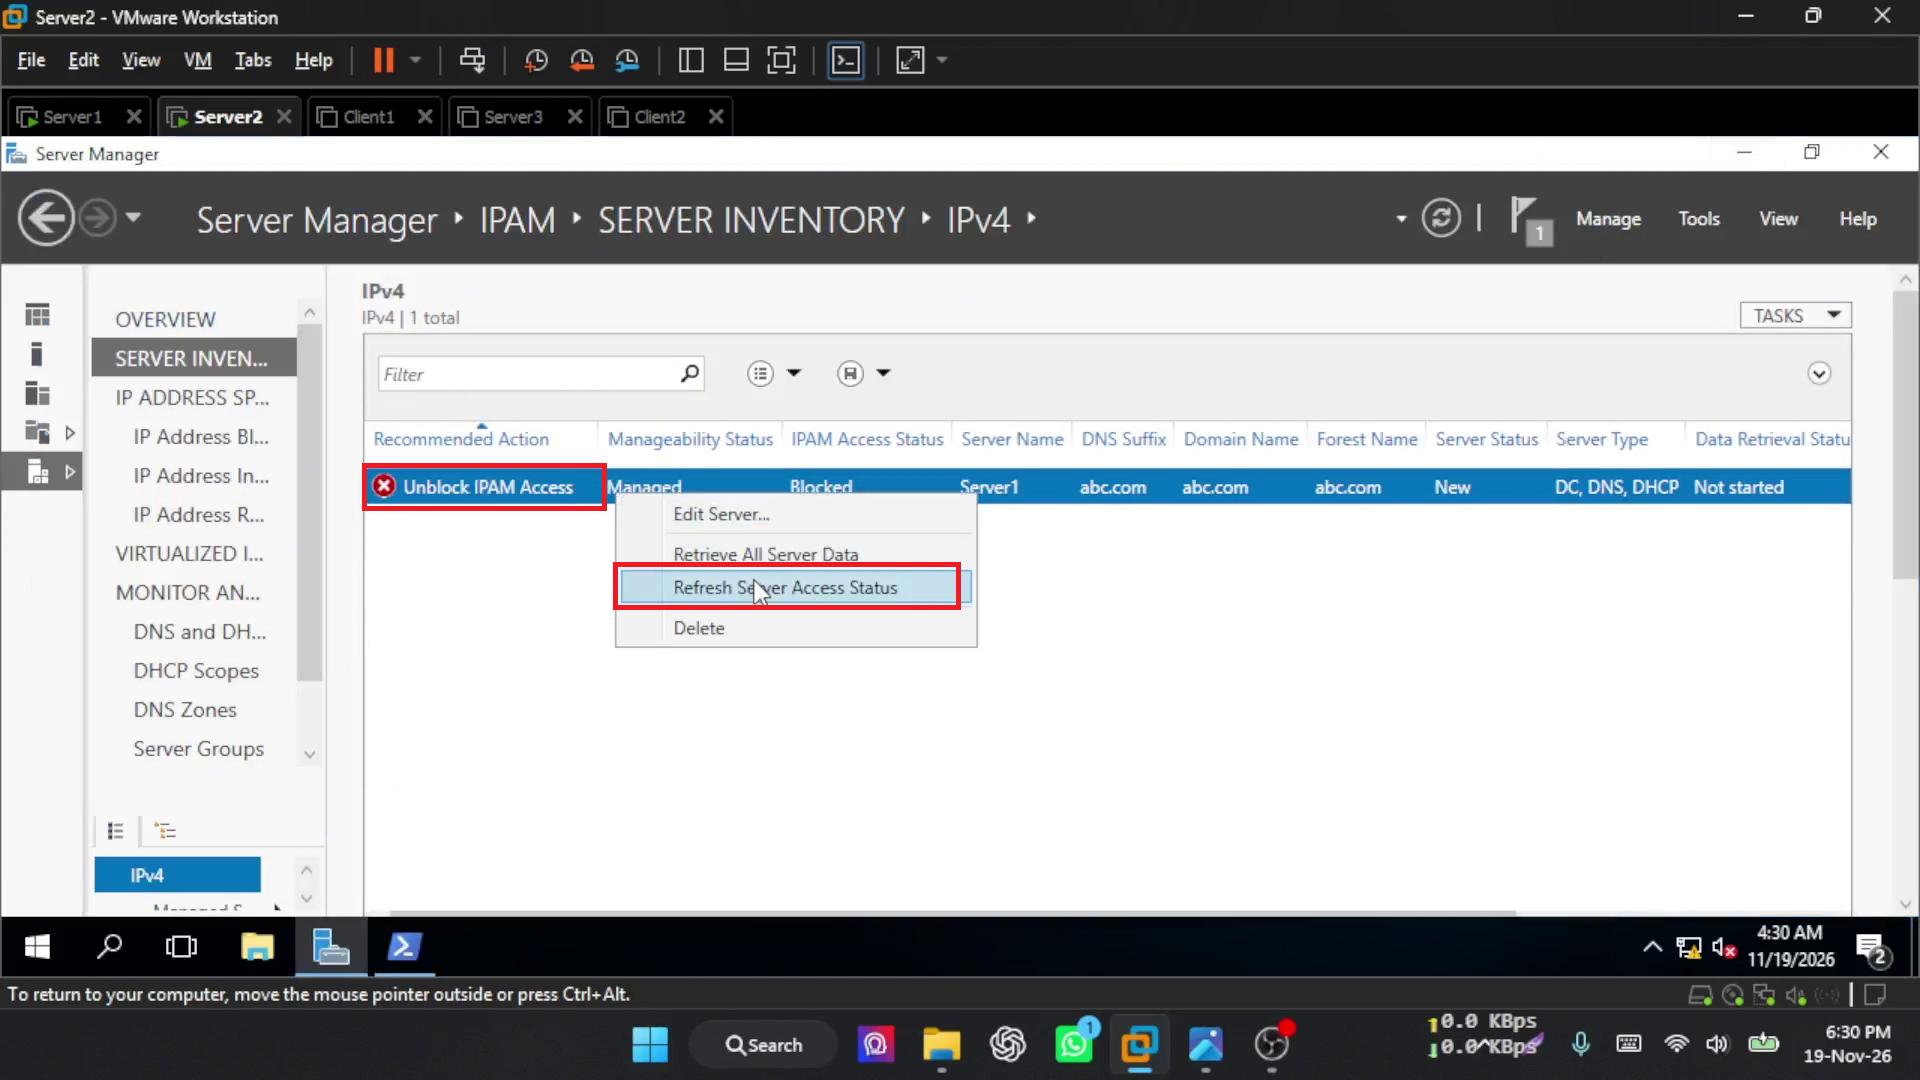 Server2 - VMware Workstation
File Edit View VM Tabs Help
Server1 Server2 Client1 Server3 Client2
Server Manager
Server Manager IPAM SERVER INVENTORY IPv4
1 Manage Tools View Help
OVERVIEW
SERVER INVEN...
IP ADDRESS SP...
IP Address Bl...
IP Address In...
IP Address R...
VIRTUALIZED I...
MONITOR AN...
DNS and DH...
DHCP Scopes
DNS Zones
Server Groups
IPv4
IPv4
IPv4 | 1 total
TASKS
Filter
Recommended Action Manageability Status IPAM Access Status Server Name DNS Suffix Domain Name Forest Name Server Status Server Type Data Retrieval Statu
Unblock IPAM Access Managed Blocked Server1 abc.com abc.com abc.com New DC, DNS, DHCP Not started
Edit Server...
Retrieve All Server Data
Refresh Server Access Status
Delete
4:30 AM
11/19/2026
2
To return to your computer, move the mouse pointer outside or press Ctrl+Alt.
Search
1
0.0 KBps
0.0 KBps
6:30 PM
19-Nov-26